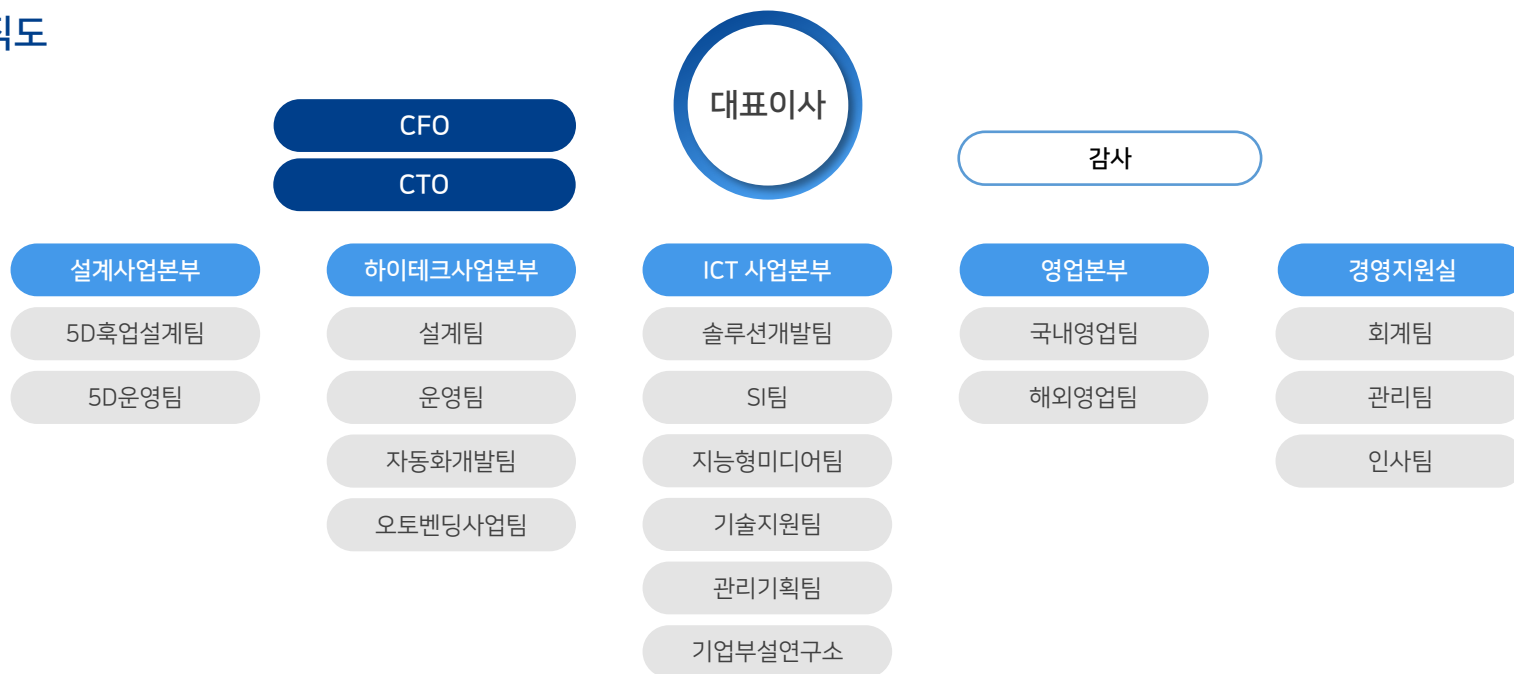 직도
대표이사
CFO
CTO
감사
설계사업본부
5D훅업설계팀
5D운영팀
하이테크사업본부
설계팀
운영팀
자동화개발팀
오토벤딩사업팀
ICT 사업본부
솔루션개발팀
SI팀
지능형미디어팀
기술지원팀
관리기획팀
기업부설연구소
영업본부
국내영업팀
해외영업팀
경영지원실
회계팀
관리팀
인사팀